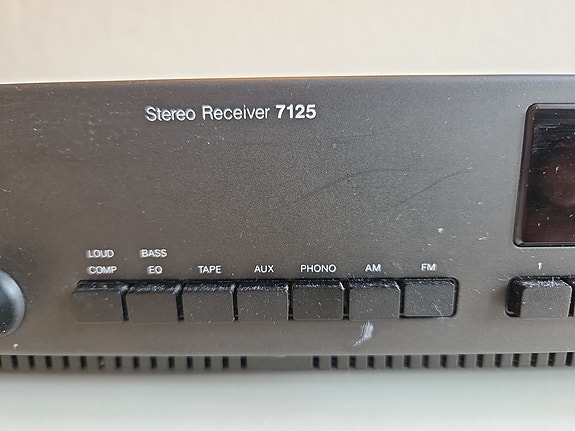 Stereo Receiver 7125
LOUD BASS
COMP EQ TAPE AUX PHONO AM FM 1